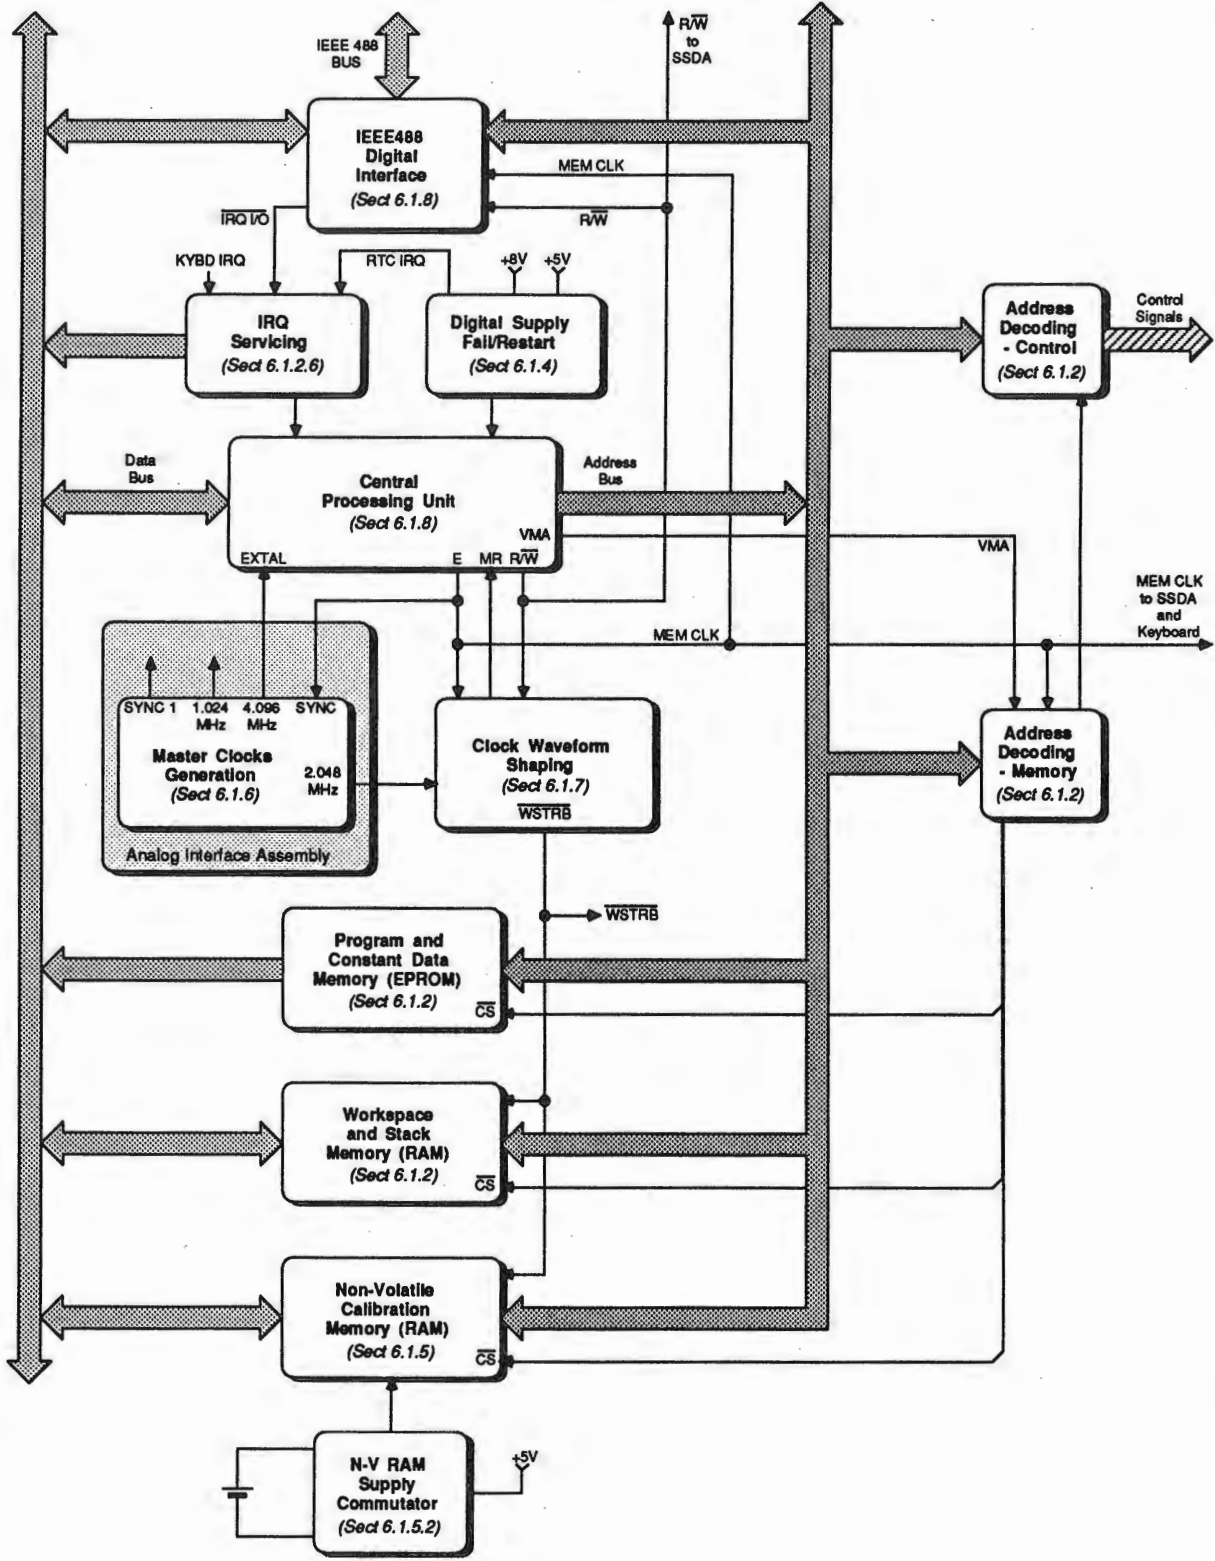 IEEE 488
BUS
R/W̅
to
SSDA
IEEE488
Digital
Interface
(Sect 6.1.8)
MEM CLK
R/W̅
I̅R̅Q̅ I̅/̅O̅
KYBD IRQ
RTC IRQ
+8V
+5V
IRQ
Servicing
(Sect 6.1.2,6)
Digital Supply
Fail/Restart
(Sect 6.1.4)
Address
Decoding
- Control
(Sect 6.1.2)
Control
Signals
Data
Bus
Central
Processing Unit
(Sect 6.1.8)
Address
Bus
VMA
EXTAL
E
MR
R/W̅
VMA
MEM CLK
to SSDA
and
Keyboard
MEM CLK
SYNC 1
1.024
MHz
4.096
MHz
SYNC
Master Clocks
Generation
(Sect 6.1.6)
2.048
MHz
Analog Interface Assembly
Clock Waveform
Shaping
(Sect 6.1.7)
W̅S̅T̅R̅B̅
Address
Decoding
- Memory
(Sect 6.1.2)
W̅S̅T̅R̅B̅
Program and
Constant Data
Memory (EPROM)
(Sect 6.1.2)
C̅S̅
Workspace
and Stack
Memory (RAM)
(Sect 6.1.2)
C̅S̅
Non-Volatile
Calibration
Memory (RAM)
(Sect 6.1.5)
C̅S̅
N-V RAM
Supply
Commutator
(Sect 6.1.5.2)
+5V